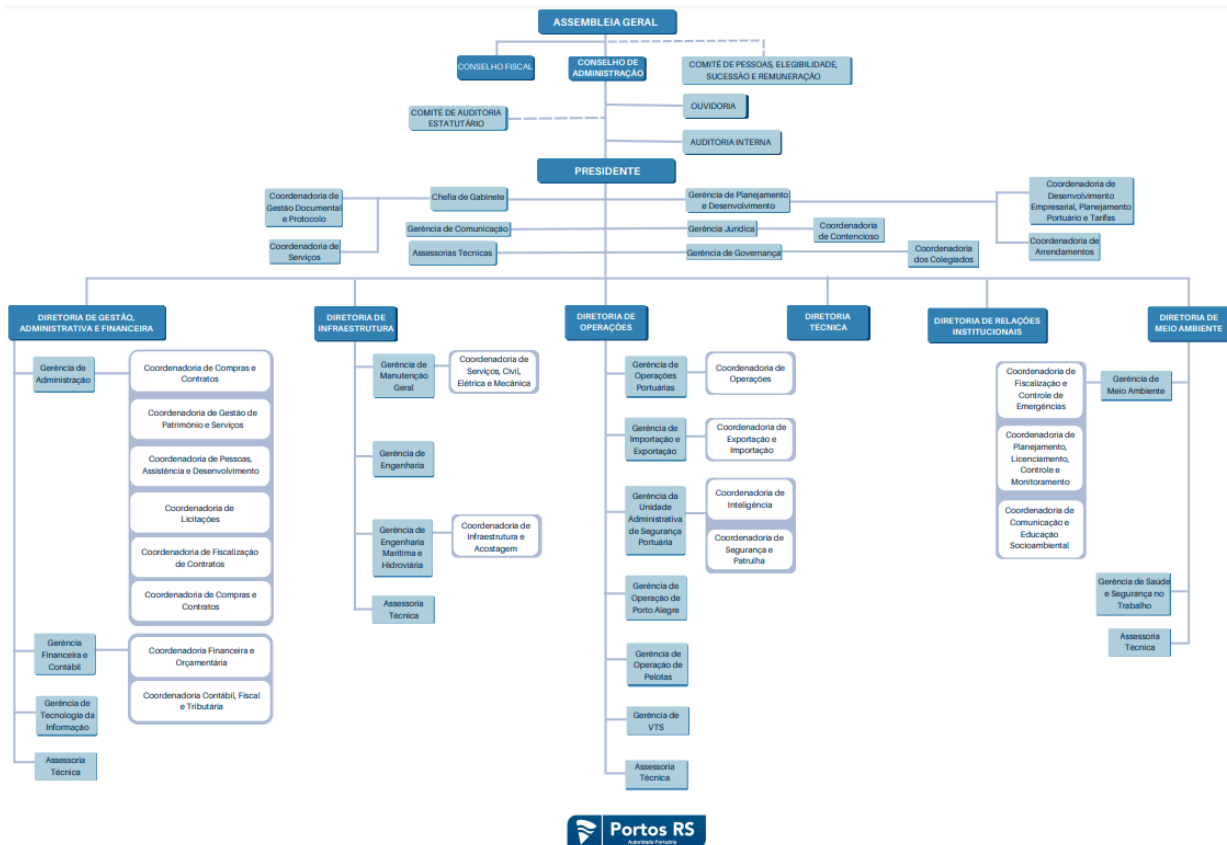 ASSEMBLEIA GERAL
CONSELHO FISCAL
CONSELHO DE
ADMINISTRAÇÃO
COMITÊ DE PESSOAS, ELEGIBILIDADE,
SUCESSÃO E REMUNERAÇÃO
COMITÊ DE AUDITORIA
ESTATUTÁRIO
OUVIDORIA
AUDITORIA INTERNA
PRESIDENTE
Coordenadoria de
Gestão Documental
e Protocolo
Chefia de Gabinete
Gerência de Planejamento
e Desenvolvimento
Coordenadoria de
Desenvolvimento
Empresarial, Planejamento
Portuário e Tarifas
Gerência de Comunicação
Gerência Jurídica
Coordenadoria
de Contencioso
Coordenadoria de
Serviços
Assessorias Técnicas
Gerência de Governança
Coordenadoria
dos Colegiados
Coordenadoria de
Arrendamentos
DIRETORIA DE GESTÃO,
ADMINISTRATIVA E FINANCEIRA
DIRETORIA DE
INFRAESTRUTURA
DIRETORIA DE
OPERAÇÕES
DIRETORIA
TÉCNICA
DIRETORIA DE RELAÇÕES
INSTITUCIONAIS
DIRETORIA DE
MEIO AMBIENTE
Gerência de
Administração
Coordenadoria de Compras e
Contratos
Coordenadoria de Gestão de
Patrimônio e Serviços
Coordenadoria de Pessoas,
Assistência e Desenvolvimento
Coordenadoria de
Licitações
Coordenadoria de Fiscalização
de Contratos
Coordenadoria de Compras e
Contratos
Gerência
Financeira e
Contábil
Coordenadoria Financeira e
Orçamentária
Coordenadoria Contábil, Fiscal
e Tributária
Gerência de
Tecnologia da
Informação
Assessoria
Técnica
Gerência de
Manutenção
Geral
Coordenadoria de
Serviços, Civil,
Elétrica e Mecânica
Gerência de
Engenharia
Gerência de
Engenharia
Marítima e
Hidroviária
Coordenadoria de
Infraestrutura e
Acostagem
Assessoria
Técnica
Gerência de
Operações
Portuárias
Coordenadoria de
Operações
Gerência de
Importação e
Exportação
Coordenadoria de
Exportação e
Importação
Gerência da
Unidade
Administrativa
de Segurança
Portuária
Coordenadoria de
Inteligência
Coordenadoria de
Segurança e
Patrulha
Gerência de
Operação de
Porto Alegre
Gerência de
Operação de
Pelotas
Gerência de
VTS
Assessoria
Técnica
Coordenadoria de
Fiscalização e
Controle de
Emergências
Gerência de
Meio Ambiente
Coordenadoria de
Planejamento,
Licenciamento,
Controle e
Monitoramento
Coordenadoria de
Comunicação e
Educação
Socioambiental
Gerência de Saúde
e Segurança no
Trabalho
Assessoria
Técnica
Portos RS
Autoridade Portuária